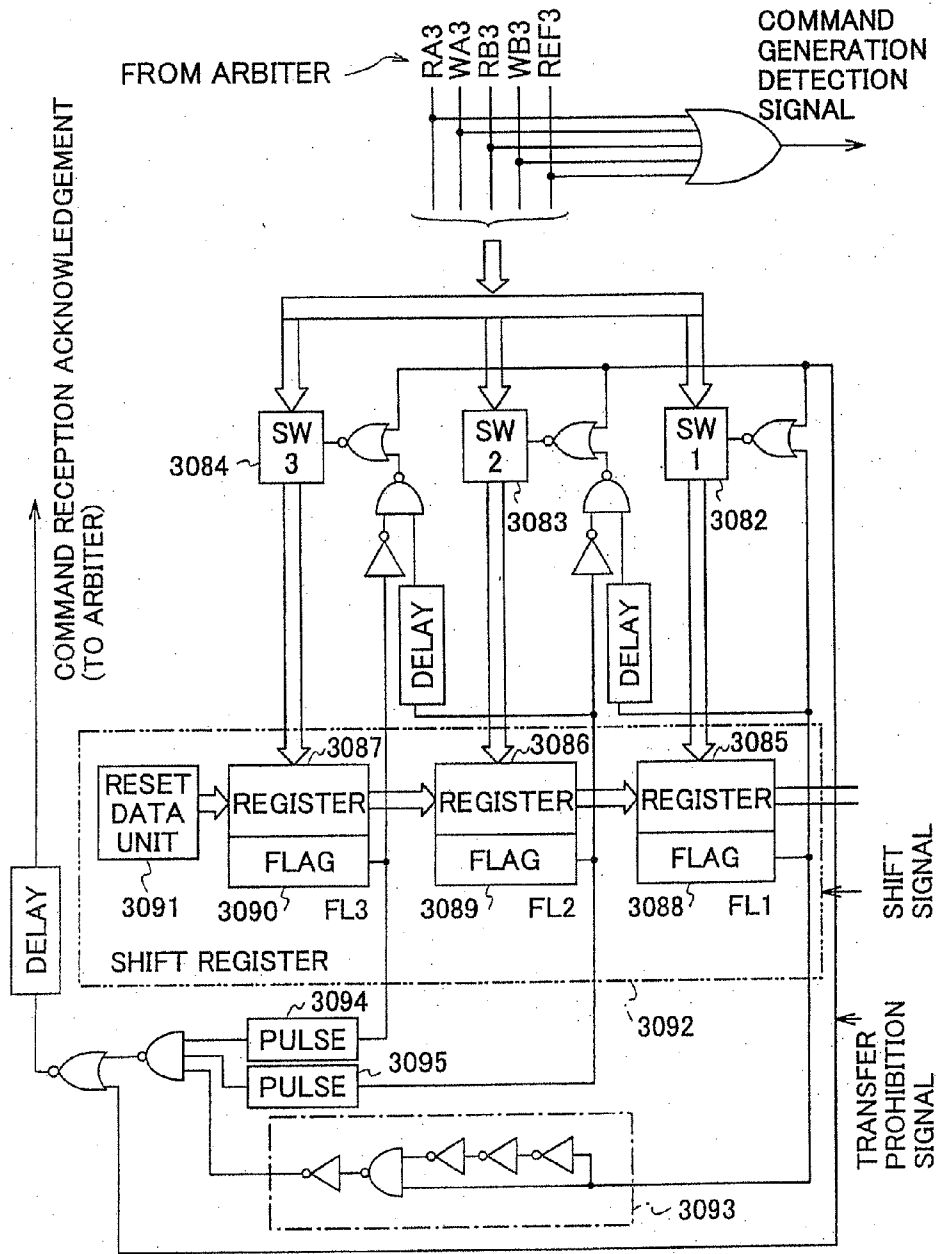 COMMAND
GENERATION
DETECTION
SIGNAL
FROM ARBITER
RA3
WA3
RB3
WB3
REF3
COMMAND RECEPTION ACKNOWLEDGEMENT
(TO ARBITER)
SW
3
3084
SW
2
3083
SW
1
3082
DELAY
DELAY
3087
3086
3085
RESET
DATA
UNIT
REGISTER
REGISTER
REGISTER
FLAG
FLAG
FLAG
3091
3090
FL3
3089
FL2
3088
FL1
SHIFT
SIGNAL
DELAY
SHIFT REGISTER
3092
3094
PULSE
3095
PULSE
TRANSFER
PROHIBITION
SIGNAL
3093